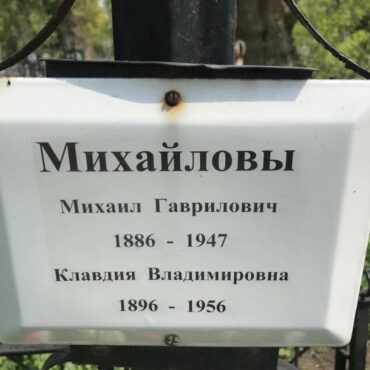 Михайловы
Михаил Гаврилович
1886 - 1947
Клавдия Владимировна
1896 - 1956